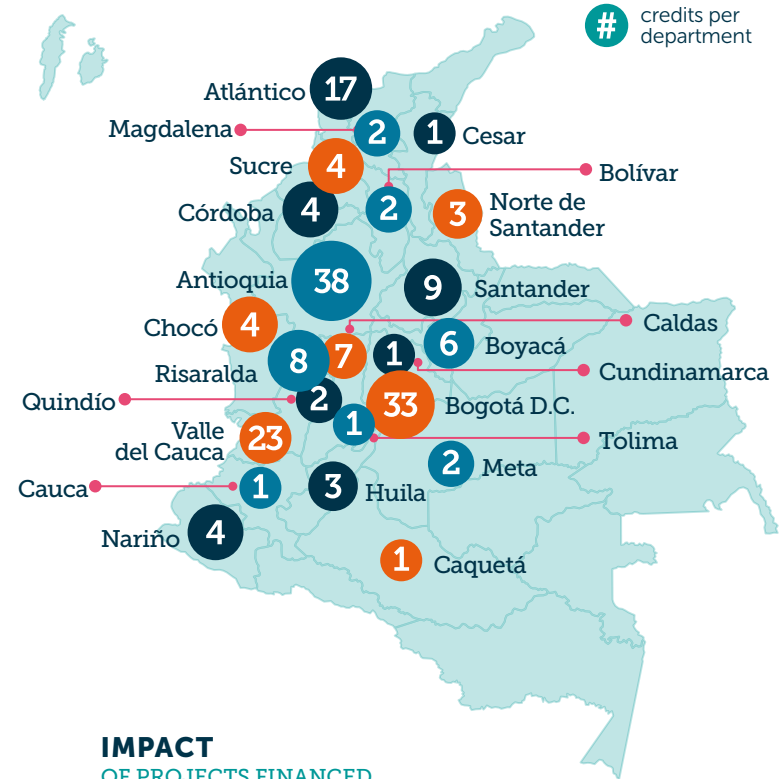 #
credits per
department
Atlántico
17
Magdalena
2
1
Cesar
Sucre
4
Bolívar
Córdoba
4
2
3
Norte de
Santander
Antioquia
38
9
Santander
Chocó
4
Caldas
Risaralda
8
7
1
6
Boyacá
Cundinamarca
Quindío
2
33
Bogotá D.C.
Valle
del Cauca
23
1
Tolima
2
Meta
Cauca
1
3
Huila
Nariño
4
1
Caquetá
IMPACT
OF PROJECTS FINANCED